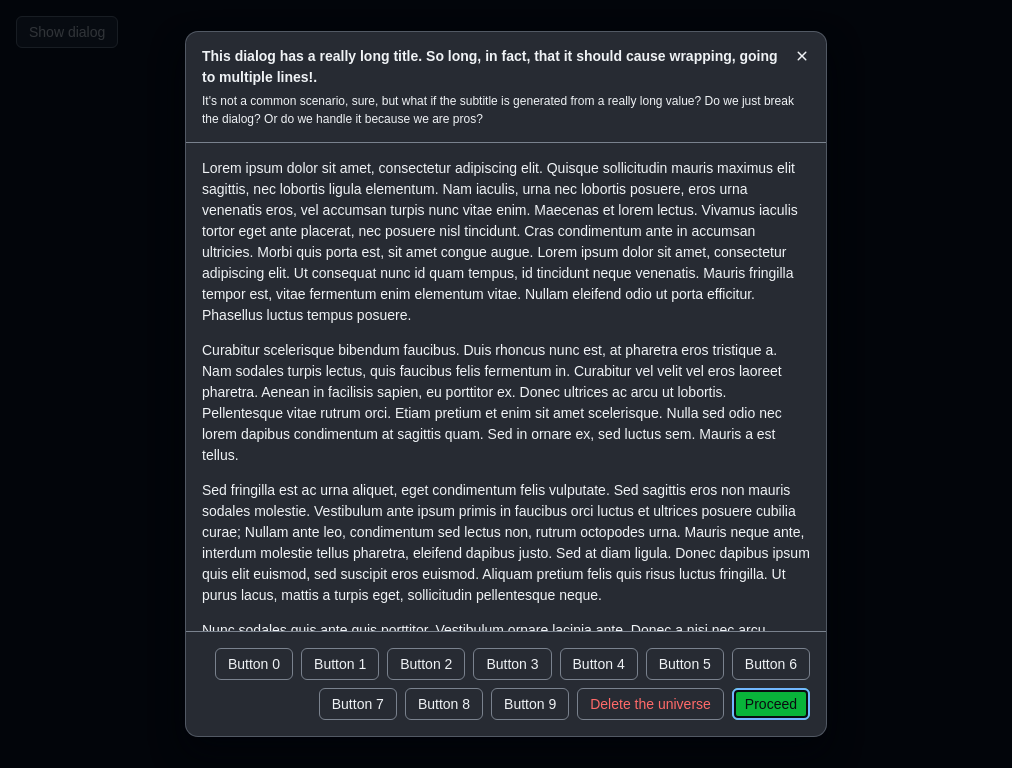 Show dialog
This dialog has a really long title. So long, in fact, that it should cause wrapping, going
to multiple lines!.
It's not a common scenario, sure, but what if the subtitle is generated from a really long value? Do we just break
the dialog? Or do we handle it because we are pros?
Lorem ipsum dolor sit amet, consectetur adipiscing elit. Quisque sollicitudin mauris maximus elit
sagittis, nec lobortis ligula elementum. Nam iaculis, urna nec lobortis posuere, eros urna
venenatis eros, vel accumsan turpis nunc vitae enim. Maecenas et lorem lectus. Vivamus iaculis
tortor eget ante placerat, nec posuere nisl tincidunt. Cras condimentum ante in accumsan
ultricies. Morbi quis porta est, sit amet congue augue. Lorem ipsum dolor sit amet, consectetur
adipiscing elit. Ut consequat nunc id quam tempus, id tincidunt neque venenatis. Mauris fringilla
tempor est, vitae fermentum enim elementum vitae. Nullam eleifend odio ut porta efficitur.
Phasellus luctus tempus posuere.
Curabitur scelerisque bibendum faucibus. Duis rhoncus nunc est, at pharetra eros tristique a.
Nam sodales turpis lectus, quis faucibus felis fermentum in. Curabitur vel velit vel eros laoreet
pharetra. Aenean in facilisis sapien, eu porttitor ex. Donec ultrices ac arcu ut lobortis.
Pellentesque vitae rutrum orci. Etiam pretium et enim sit amet scelerisque. Nulla sed odio nec
lorem dapibus condimentum at sagittis quam. Sed in ornare ex, sed luctus sem. Mauris a est
tellus.
Sed fringilla est ac urna aliquet, eget condimentum felis vulputate. Sed sagittis eros non mauris
sodales molestie. Vestibulum ante ipsum primis in faucibus orci luctus et ultrices posuere cubilia
curae; Nullam ante leo, condimentum sed lectus non, rutrum octopodes urna. Mauris neque ante,
interdum molestie tellus pharetra, eleifend dapibus justo. Sed at diam ligula. Donec dapibus ipsum
quis elit euismod, sed suscipit eros euismod. Aliquam pretium felis quis risus luctus fringilla. Ut
purus lacus, mattis a turpis eget, sollicitudin pellentesque neque.
Nunc sodales quis ante quis porttitor. Vestibulum ornare lacinia ante. Donec a nisi nec arcu
Button 0 Button 1 Button 2 Button 3 Button 4 Button 5 Button 6
Button 7 Button 8 Button 9 Delete the universe Proceed